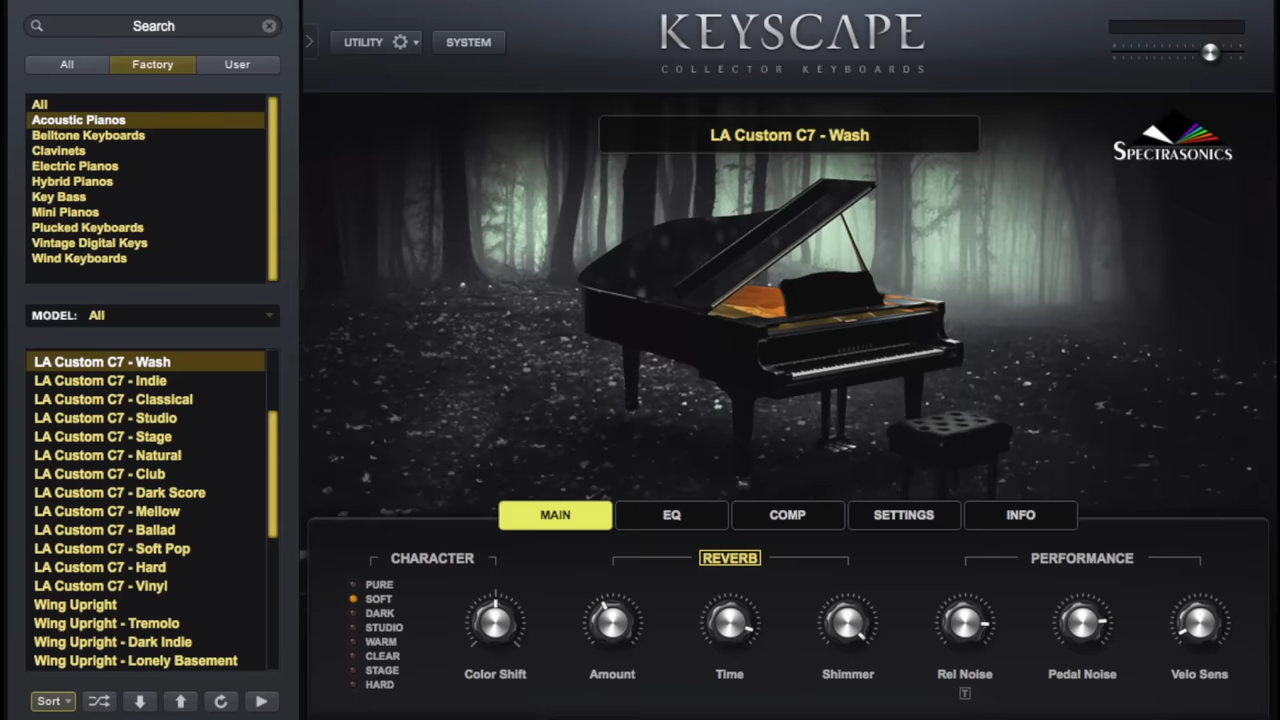 Search
All
Factory
User
All
Acoustic Pianos
Belltone Keyboards
Clavinets
Electric Pianos
Hybrid Pianos
Key Bass
Mini Pianos
Plucked Keyboards
Vintage Digital Keys
Wind Keyboards
MODEL: All
LA Custom C7 - Wash
LA Custom C7 - Indie
LA Custom C7 - Classical
LA Custom C7 - Studio
LA Custom C7 - Stage
LA Custom C7 - Natural
LA Custom C7 - Club
LA Custom C7 - Dark Score
LA Custom C7 - Mellow
LA Custom C7 - Ballad
LA Custom C7 - Soft Pop
LA Custom C7 - Hard
LA Custom C7 - Vinyl
Wing Upright
Wing Upright - Tremolo
Wing Upright - Dark Indie
Wing Upright - Lonely Basement
Sort
UTILITY
SYSTEM
KEYSCAPE
COLLECTOR KEYBOARDS
LA Custom C7 - Wash
SPECTRASONICS
MAIN
EQ
COMP
SETTINGS
INFO
CHARACTER
PURE
SOFT
DARK
STUDIO
WARM
CLEAR
STAGE
HARD
Color Shift
REVERB
Amount
Time
Shimmer
PERFORMANCE
Rel Noise
T
Pedal Noise
Velo Sens